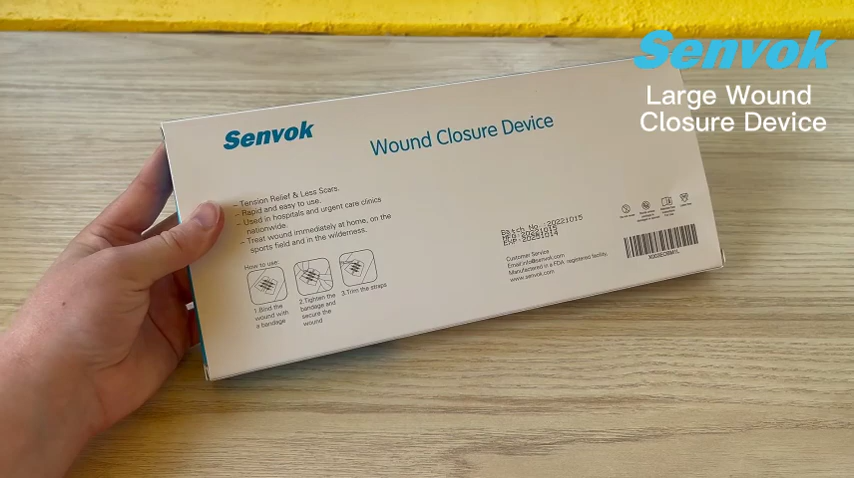 Senvok
Large Wound
Closure Device
Senvok
Wound Closure Device
– Tension Relief & Less Scars.
– Rapid and easy to use.
– Used in hospitals and urgent care clinics
nationwide.
– Treat wound immediately at home, on the
sports field and in the wilderness.
How to use:
1.Bind the
wound with
a bandage
2.Tighten the
bandage and
secure the
wound
3.Trim the straps
Batch No.:20221015
MFG:20221015
EXP:20251014
Customer Service
Email:info@senvok.com
Manufactured in a FDA registered facility,
www.senvok.com